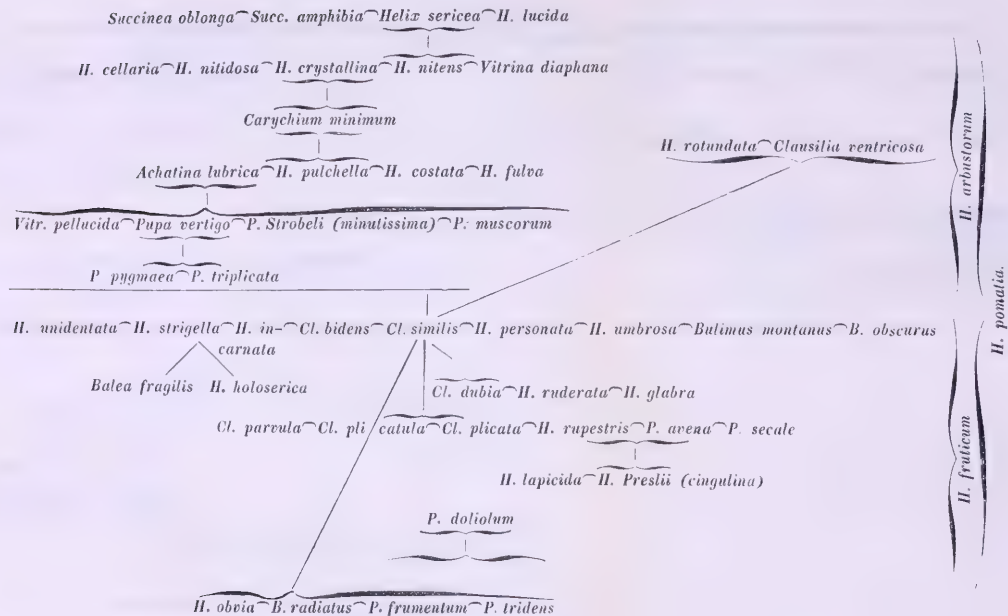 Succinea oblonga⁀Succ. amphibia⁀Helix sericea⁀H. lucida
H. cellaria⁀H. nitidosa⁀H. crystallina⁀H. nitens⁀Vitrina diaphana
Carychium minimum
H. rotundata⁀Clausilia ventricosa
Achatina lubrica⁀H. pulchella⁀H. costata⁀H. fulva
Vitr. pellucida⁀Pupa vertigo⁀P. Strobeli (minutissima)⁀P. muscorum
P pygmaea⁀P. triplicata
H. unidentata⁀H. strigella⁀H. in-⁀Cl. bidens⁀Cl. similis⁀H. personata⁀H. umbrosa⁀Bulimus montanus⁀B. obscurus
carnata
Balea fragilis H. holoserica
Cl. dubia⁀H. ruderata⁀H. glabra
Cl. parvula⁀Cl. pli catula⁀Cl. plicata⁀H. rupestris⁀P. avena⁀P. secale
H. lapicida⁀H. Preslii (cingulina)
P. doliolum
H. obvia⁀B. radiatus⁀P. frumentum⁀P. tridens
H. arbustorum
H. fruticum
H. pomatia.